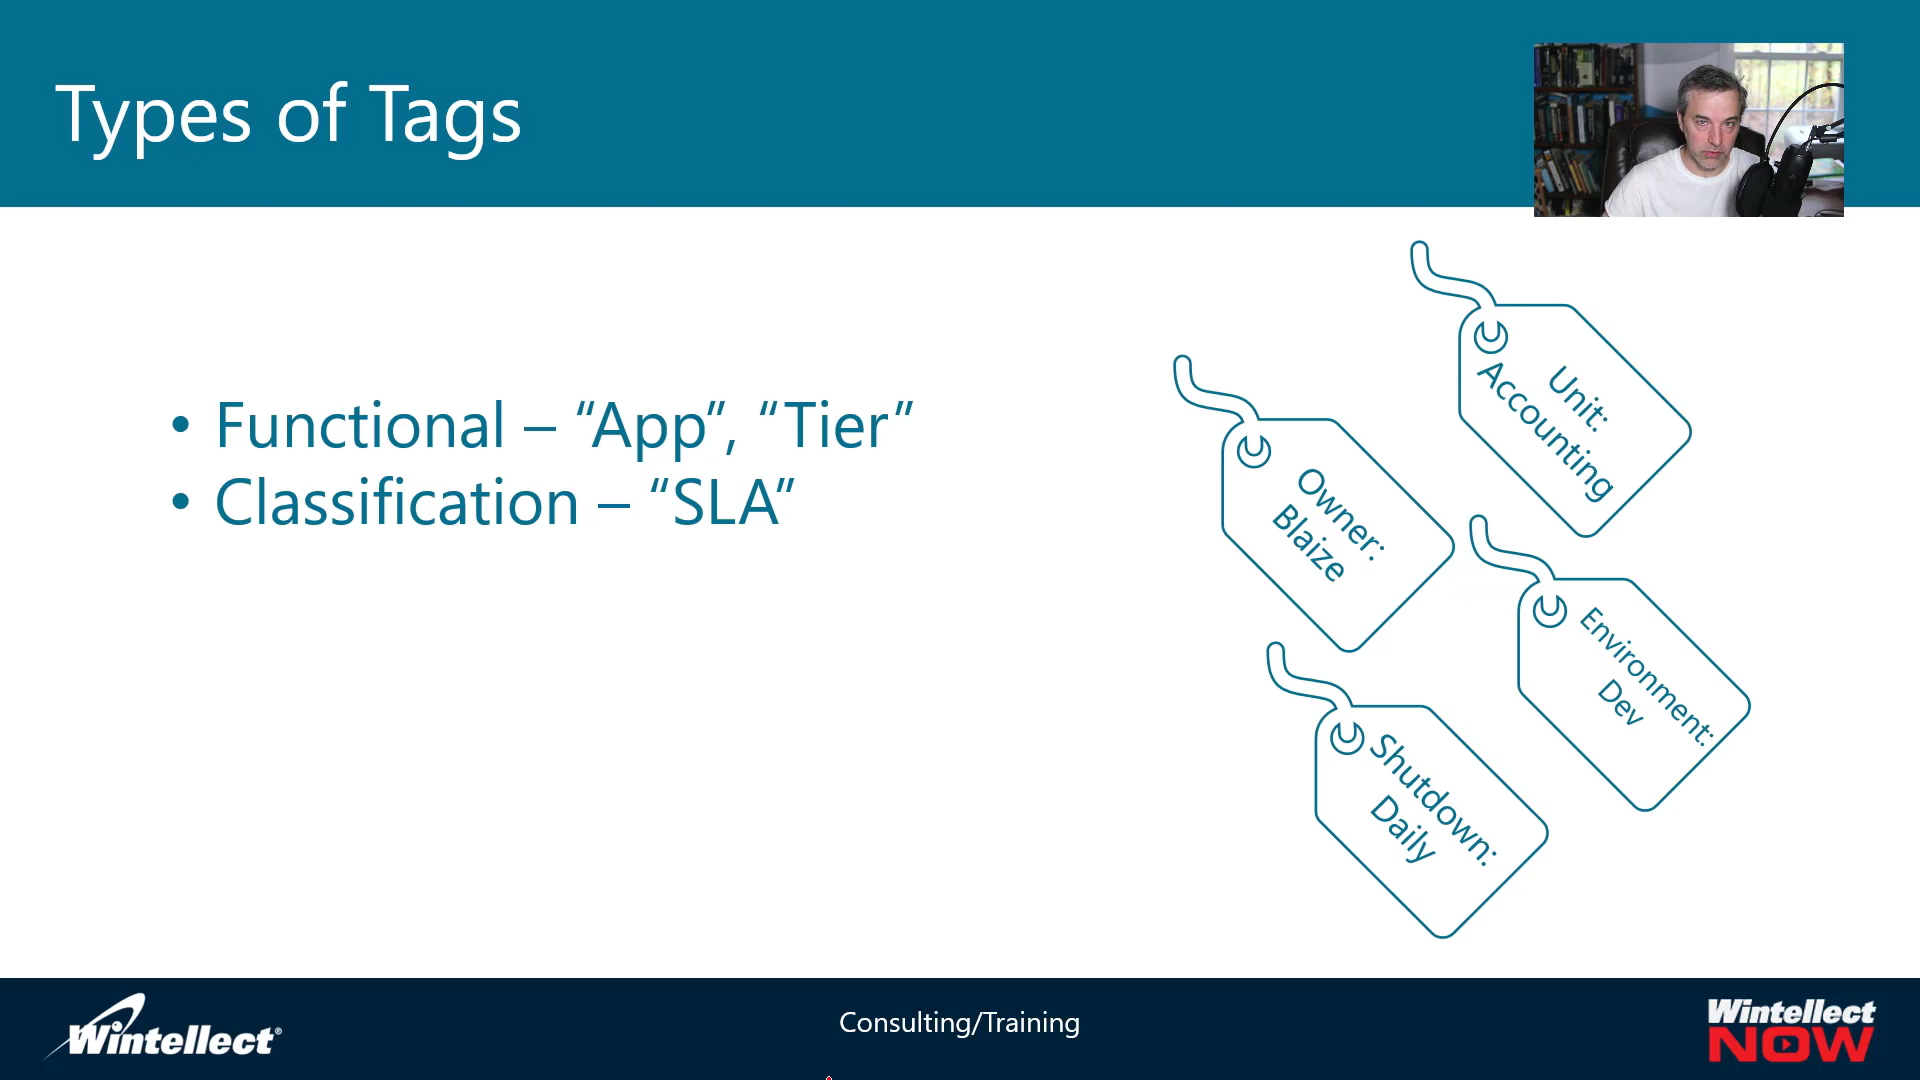 Types of Tags
• Functional – “App”, “Tier”
• Classification – “SLA”
Unit:
Accounting
Owner:
Blaize
Environment:
Dev
Shutdown:
Daily
Wintellect®
Consulting/Training
Wintellect
NOW